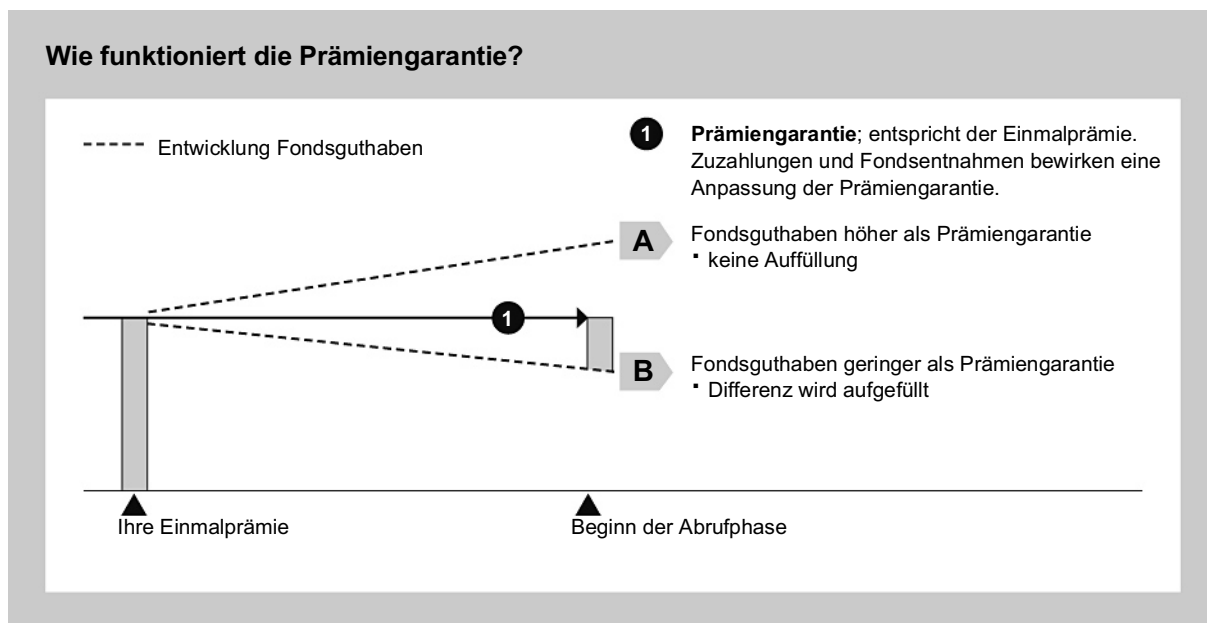 Wie funktioniert die Prämiengarantie?
Entwicklung Fondsguthaben
1 Prämiengarantie; entspricht der Einmalprämie.
Zuzahlungen und Fondsentnahmen bewirken eine
Anpassung der Prämiengarantie.
A Fondsguthaben höher als Prämiengarantie
▪ keine Auffüllung
1
B Fondsguthaben geringer als Prämiengarantie
▪ Differenz wird aufgefüllt
Ihre Einmalprämie
Beginn der Abrufphase